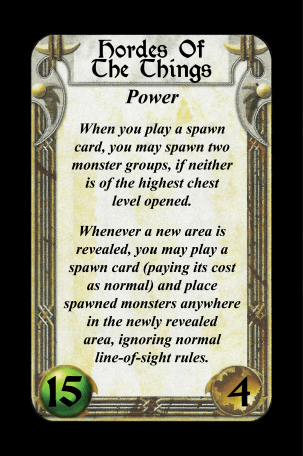 Hordes Of
The Things
Power
When you play a spawn
card, you may spawn two
monster groups, if neither
is of the highest chest
level opened.
Whenever a new area is
revealed, you may play a
spawn card (paying its cost
as normal) and place
spawned monsters anywhere
in the newly revealed
area, ignoring normal
line-of-sight rules.
15
4